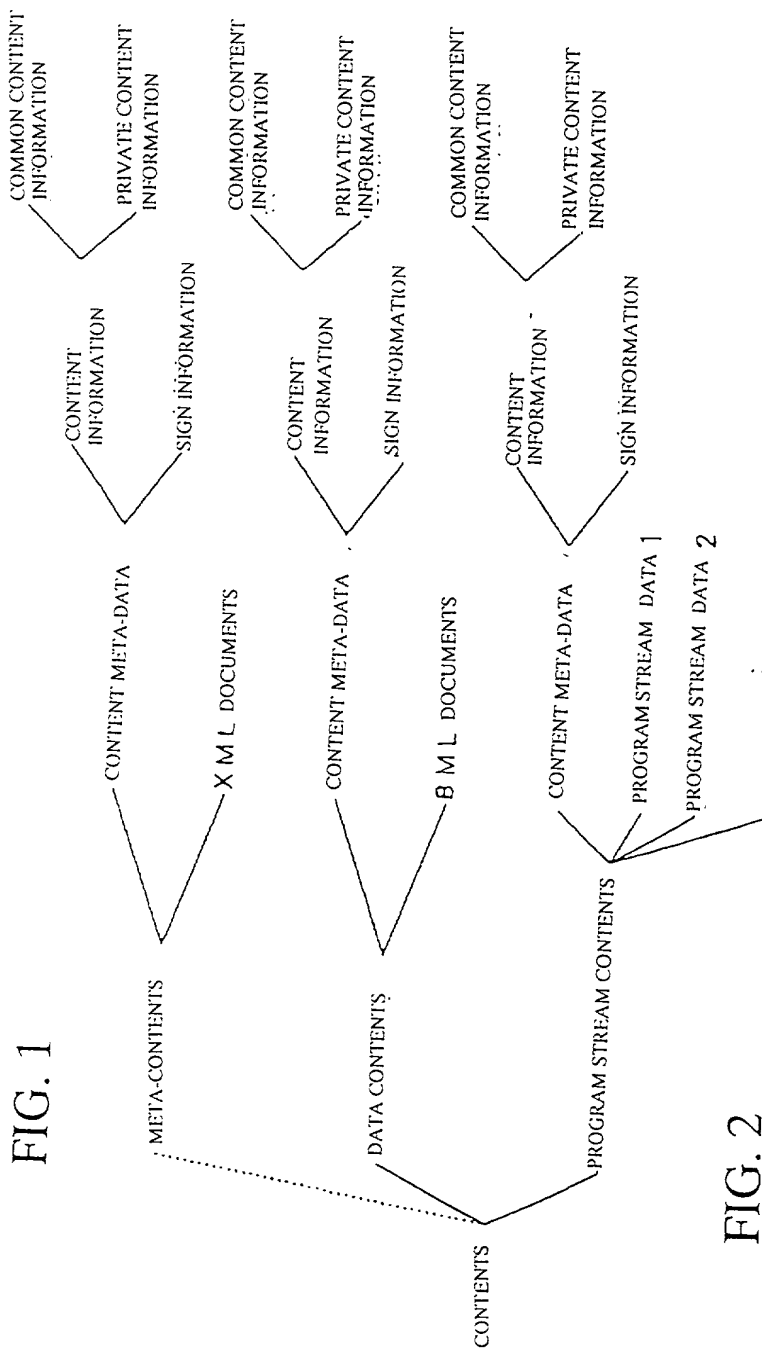 FIG. 1
CONTENTS
META-CONTENTS
DATA CONTENTS
PROGRAM STREAM CONTENTS
CONTENT META-DATA
XML DOCUMENTS
CONTENT META-DATA
BML DOCUMENTS
CONTENT META-DATA
PROGRAM STREAM DATA 1
PROGRAM STREAM DATA 2
CONTENT
INFORMATION
SIGN INFORMATION
CONTENT
INFORMATION
SIGN INFORMATION
CONTENT
INFORMATION
SIGN INFORMATION
COMMON CONTENT
INFORMATION
PRIVATE CONTENT
INFORMATION
COMMON CONTENT
INFORMATION
PRIVATE CONTENT
INFORMATION
COMMON CONTENT
INFORMATION
PRIVATE CONTENT
INFORMATION
FIG. 2